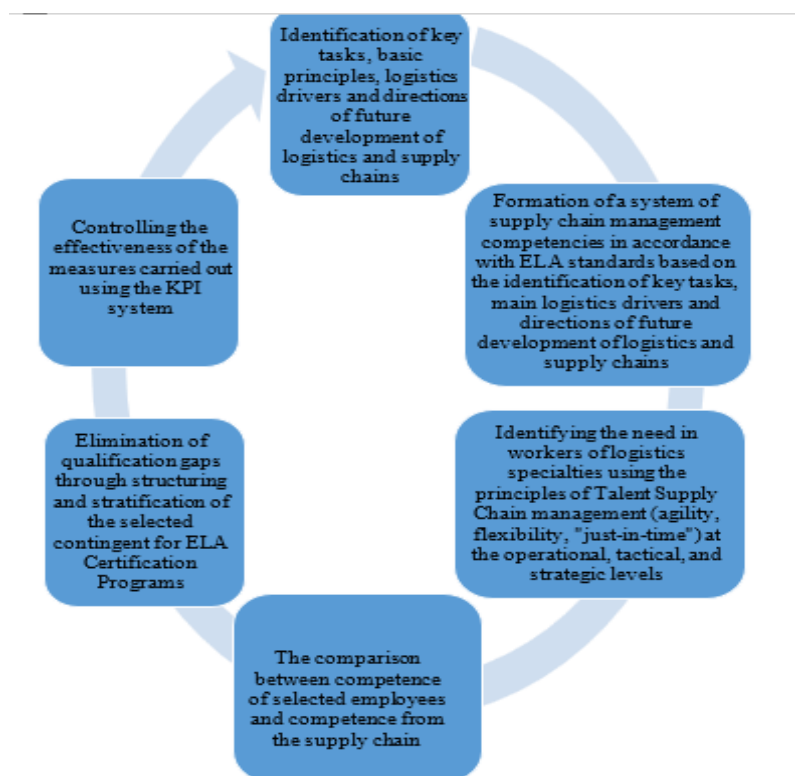 Identification of key
tasks, basic
principles, logistics
drivers and directions
of future
development of
logistics and supply
chains
Formation of a system of
supply chain management
competencies in accordance
with ELA standards based on
the identification of key tasks,
main logistics drivers and
directions of future
development of logistics and
supply chains
Identifying the need in
workers of logistics
specialties using the
principles of Talent Supply
Chain management (agility,
flexibility, "just-in-time") at
the operational, tactical, and
strategic levels
The comparison
between competence
of selected employees
and competence from
the supply chain
Elimination of
qualification gaps
through structuring
and stratification of
the selected
contingent for ELA
Certification
Programs
Controlling the
effectiveness of the
measures carried out
using the KPI
system